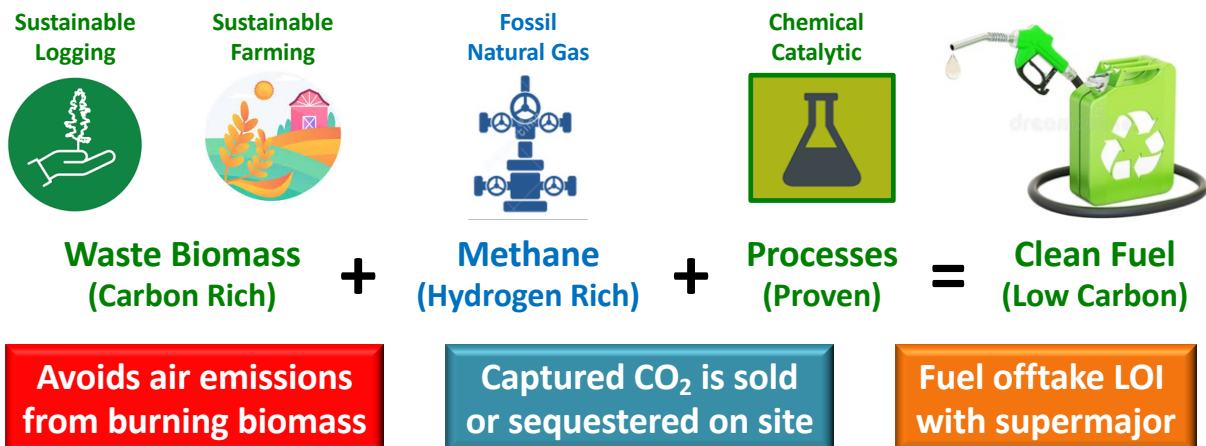 Sustainable
Logging
Sustainable
Farming
Fossil
Natural Gas
Chemical
Catalytic
Waste Biomass
(Carbon Rich)
+
Methane
(Hydrogen Rich)
+
Processes
(Proven)
=
Clean Fuel
(Low Carbon)
Avoids air emissions
from burning biomass
Captured CO₂ is sold
or sequestered on site
Fuel offtake LOI
with supermajor